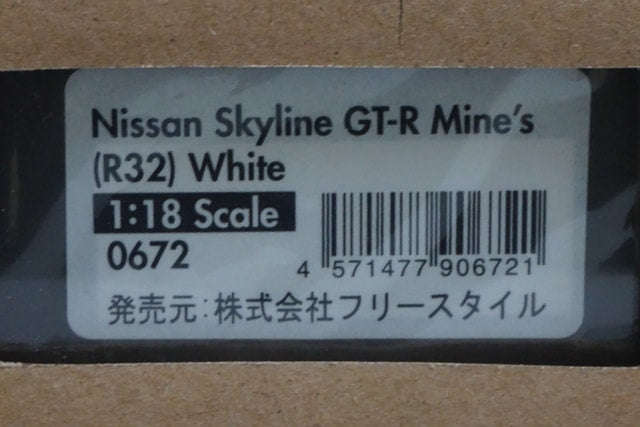 Nissan Skyline GT-R Mine's
(R32) White
1:18 Scale
0672
4 571477 906721
発売元:株式会社フリースタイル